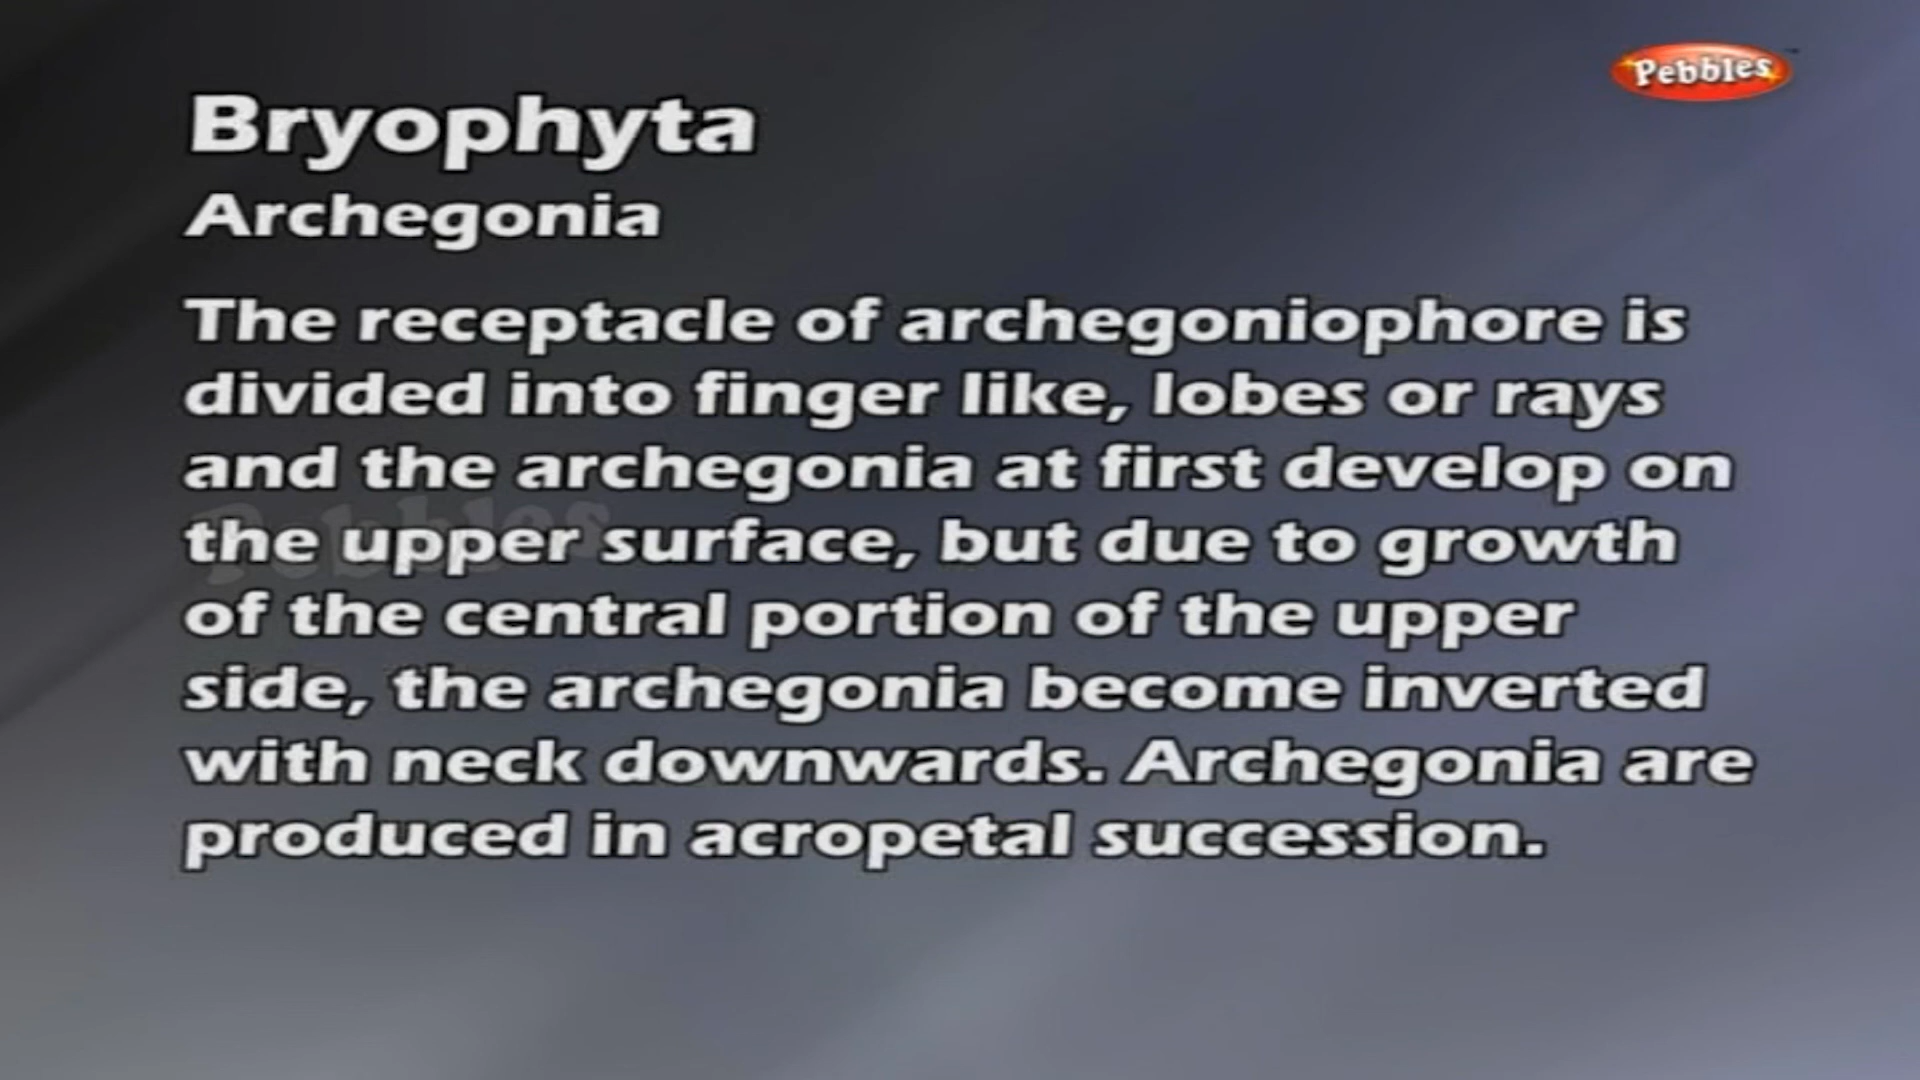 Pebbles
Bryophyta
Archegonia
The receptacle of archegoniophore is
divided into finger like, lobes or rays
and the archegonia at first develop on
the upper surface, but due to growth
of the central portion of the upper
side, the archegonia become inverted
with neck downwards. Archegonia are
produced in acropetal succession.
Pebbles